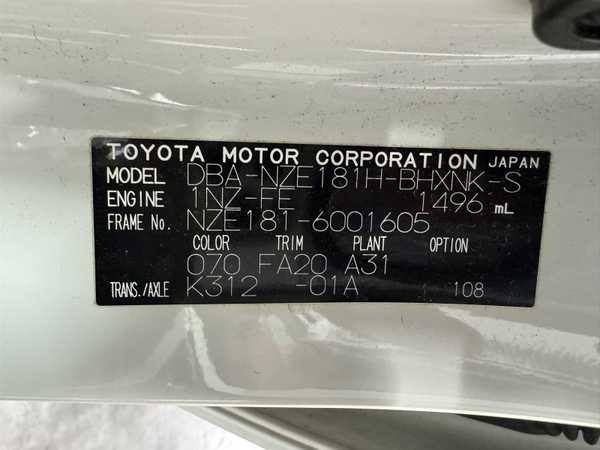 TOYOTA MOTOR CORPORATION JAPAN
MODEL DBA-NZE181H-BHXNK-S
ENGINE 1NZ-FE 1496 mL
FRAME No. NZE181-6001605
COLOR TRIM PLANT OPTION
070 FA20 A31
TRANS./AXLE K312 -01A 108